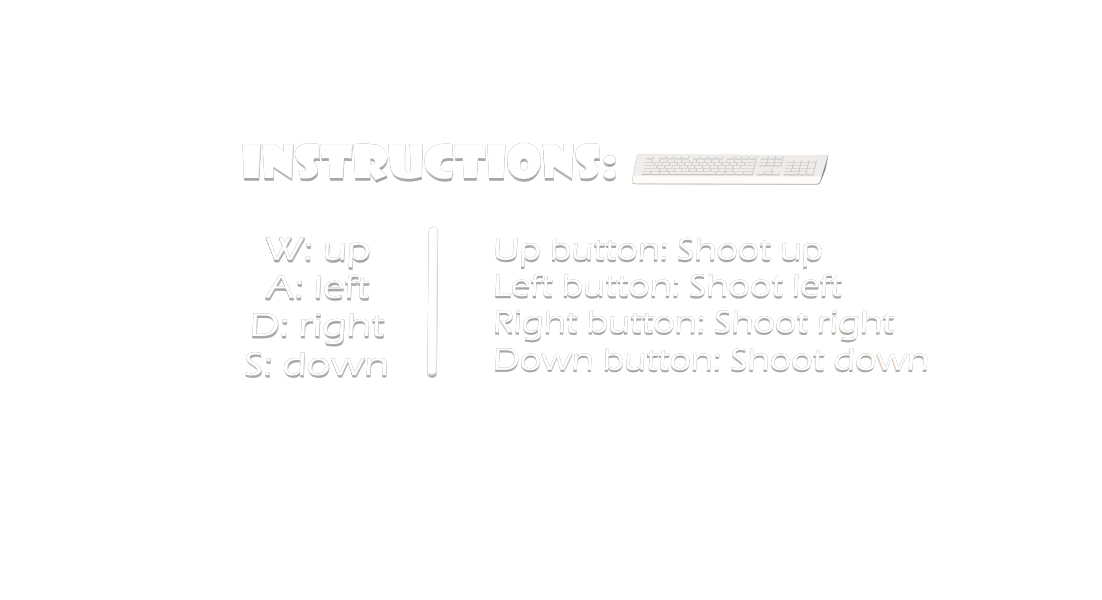 INSTRUCTIONS:
W: up
A: left
D: right
S: down
Up button: Shoot up
Left button: Shoot left
Right button: Shoot right
Down button: Shoot down